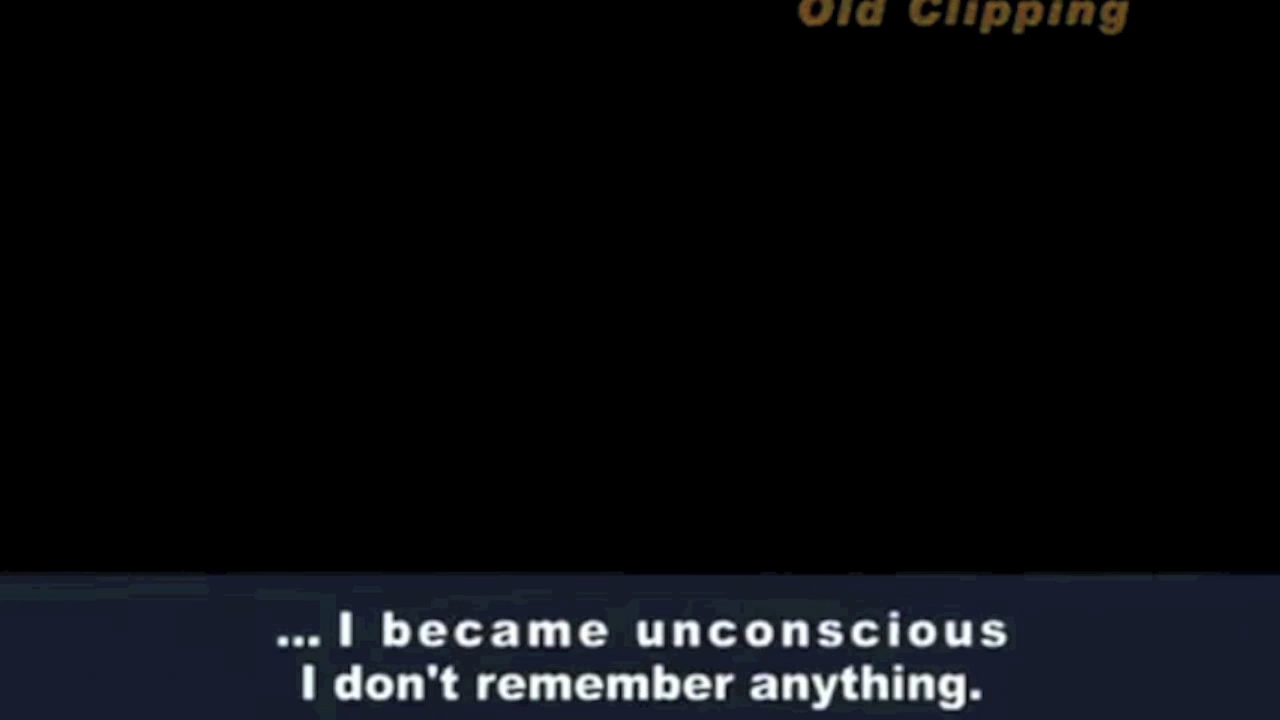 Old Clipping
... I became unconscious
I don't remember anything.